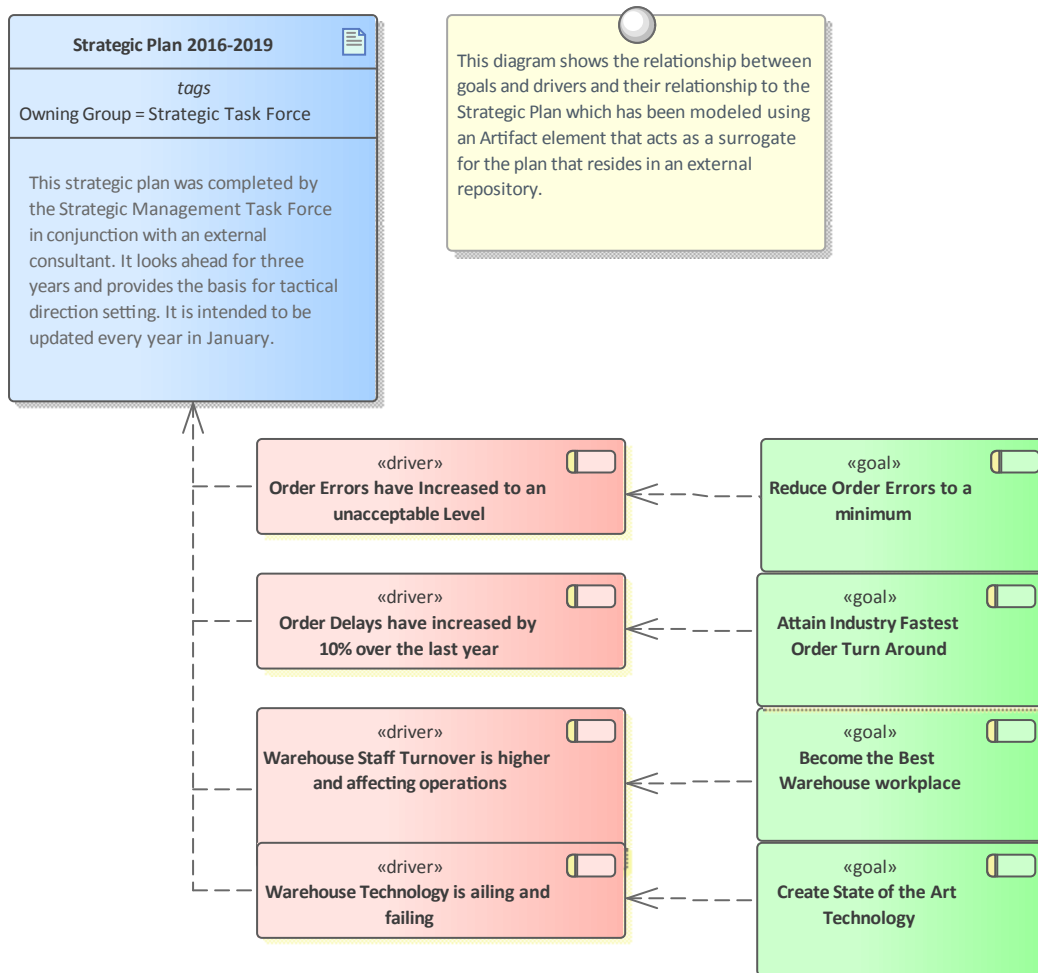 Strategic Plan 2016-2019
tags
Owning Group = Strategic Task Force
This strategic plan was completed by
the Strategic Management Task Force
in conjunction with an external
consultant. It looks ahead for three
years and provides the basis for tactical
direction setting. It is intended to be
updated every year in January.
This diagram shows the relationship between
goals and drivers and their relationship to the
Strategic Plan which has been modeled using
an Artifact element that acts as a surrogate
for the plan that resides in an external
repository.
«driver»
Order Errors have Increased to an
unacceptable Level
«goal»
Reduce Order Errors to a
minimum
«driver»
Order Delays have increased by
10% over the last year
«goal»
Attain Industry Fastest
Order Turn Around
«driver»
Warehouse Staff Turnover is higher
and affecting operations
«goal»
Become the Best
Warehouse workplace
«driver»
Warehouse Technology is ailing and
failing
«goal»
Create State of the Art
Technology